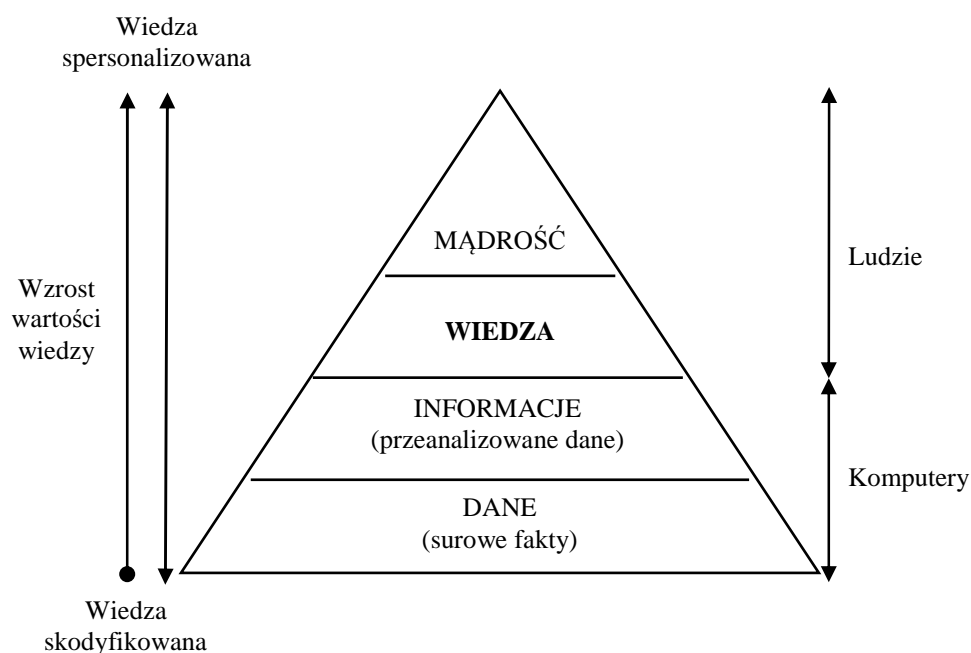 Wiedza
spersonalizowana
MĄDROŚĆ
Ludzie
Wzrost
wartości
wiedzy
WIEDZA
INFORMACJE
(przeanalizowane dane)
Komputery
DANE
(surowe fakty)
Wiedza
skodyfikowana